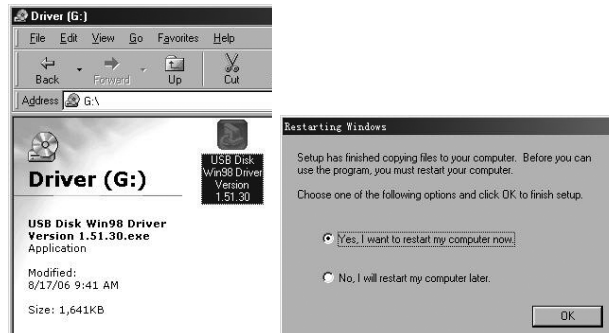 Driver (G:)
File Edit View Go Favorites Help
Back Forward Up Cut
Address G:\
USB Disk
Win98 Driver
Version
1.51.30
Driver (G:)
USB Disk Win98 Driver
Version 1.51.30.exe
Application
Modified:
8/17/06 9:41 AM
Size: 1,641KB
Restarting Windows
Setup has finished copying files to your computer. Before you can
use the program, you must restart your computer.
Choose one of the following options and click OK to finish setup.
Yes, I want to restart my computer now.
No, I will restart my computer later.
OK